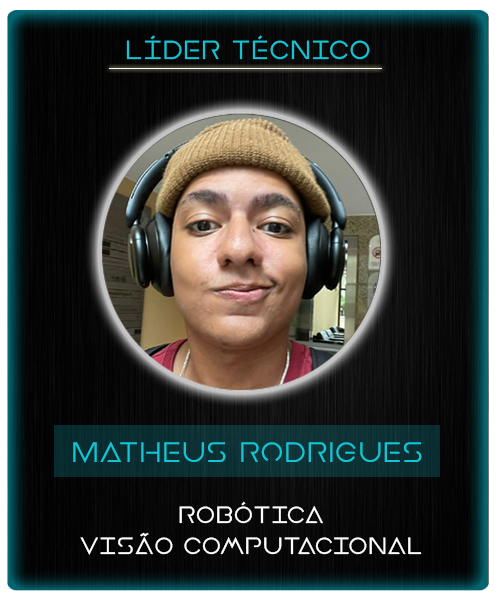 LÍDER TÉCNICO
MATHEUS RODRIGUES
ROBÓTICA
VISÃO COMPUTACIONAL